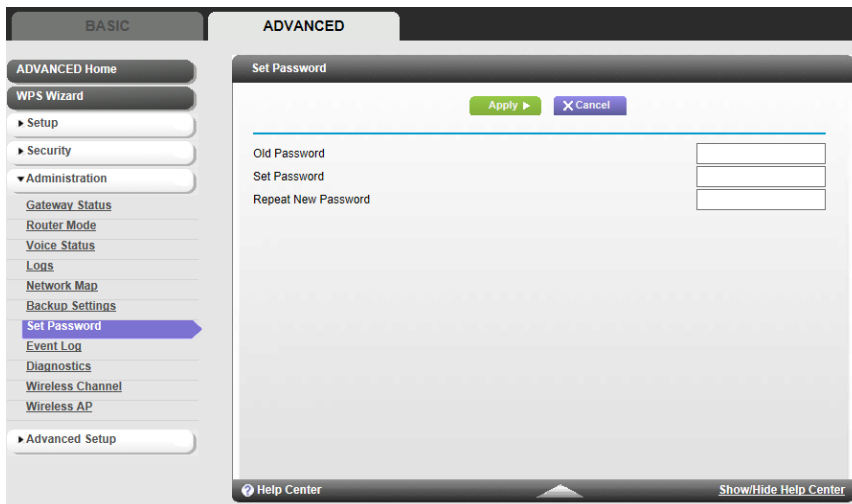 BASIC
ADVANCED
ADVANCED Home
WPS Wizard
Setup
Security
Administration
Gateway Status
Router Mode
Voice Status
Logs
Network Map
Backup Settings
Set Password
Event Log
Diagnostics
Wireless Channel
Wireless AP
Advanced Setup
Set Password
Apply
Cancel
Old Password
Set Password
Repeat New Password
Help Center
Show/Hide Help Center